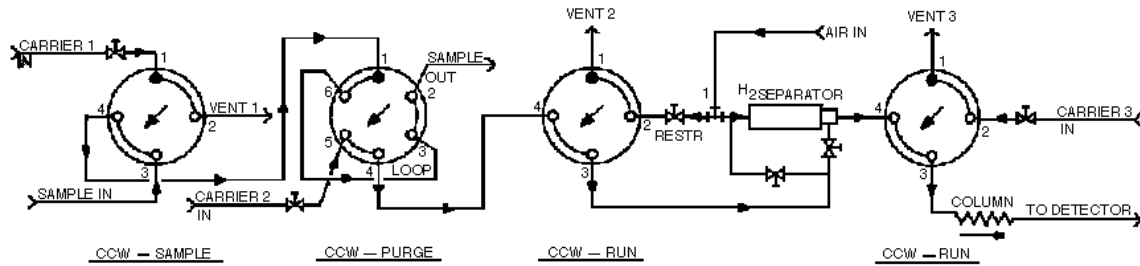 CARRIER 1
IN
1
4
2
VENT 1
3
SAMPLE IN
CCW — SAMPLE
1
SAMPLE
OUT
6
2
5
3
4
LOOP
CARRIER 2
IN
CCW — PURGE
VENT 2
1
4
2
3
RESTR
AIR IN
1
H2SEPARATOR
CCW — RUN
VENT 3
1
4
2
3
CARRIER 3
IN
COLUMN
TO DETECTOR
CCW — RUN